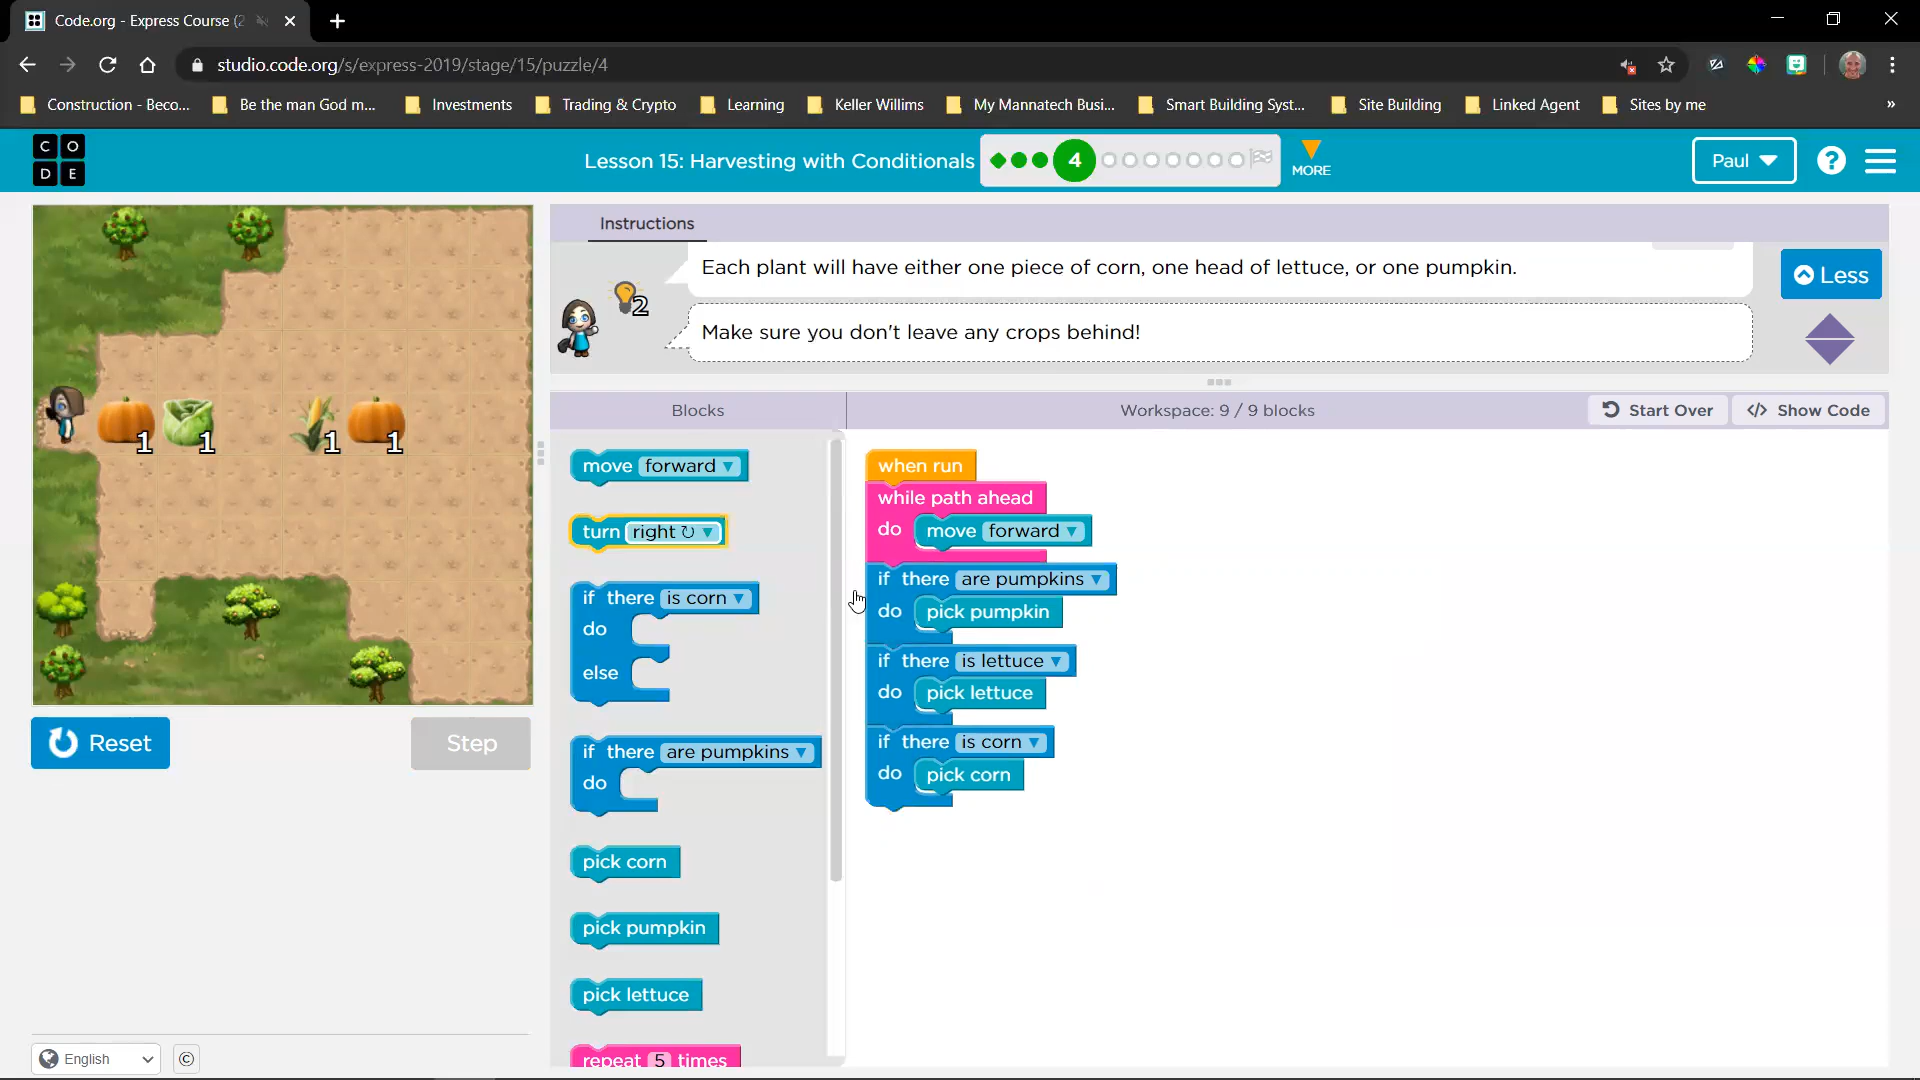 Code.org - Express Course (2
studio.code.org/s/express-2019/stage/15/puzzle/4
Construction - Beco...
Be the man God m...
Investments
Trading & Crypto
Learning
Keller Willims
My Mannatech Busi...
Smart Building Syst...
Site Building
Linked Agent
Sites by me
»
C O
D E
Lesson 15: Harvesting with Conditionals
4
MORE
Paul
?
Instructions
Each plant will have either one piece of corn, one head of lettuce, or one pumpkin.
2
Make sure you don't leave any crops behind!
Less
Blocks
Workspace: 9 / 9 blocks
Start Over
</> Show Code
1
1
1
1
Reset
Step
move forward
turn right ↻
if there is corn
do
else
if there are pumpkins
do
pick corn
pick pumpkin
pick lettuce
repeat 5 times
when run
while path ahead
do move forward
if there are pumpkins
do pick pumpkin
if there is lettuce
do pick lettuce
if there is corn
do pick corn
English
©